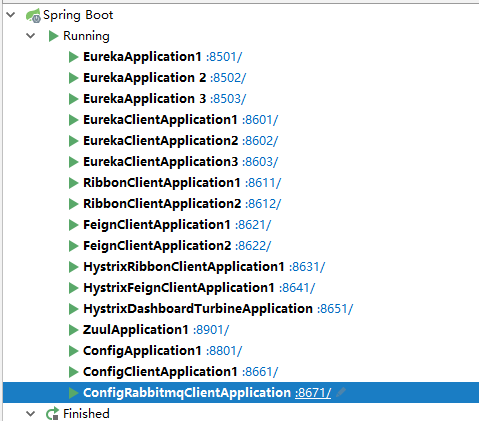 Spring Boot
Running
EurekaApplication1 :8501/
EurekaApplication 2 :8502/
EurekaApplication 3 :8503/
EurekaClientApplication1 :8601/
EurekaClientApplication2 :8602/
EurekaClientApplication3 :8603/
RibbonClientApplication1 :8611/
RibbonClientApplication2 :8612/
FeignClientApplication1 :8621/
FeignClientApplication2 :8622/
HystrixRibbonClientApplication1 :8631/
HystrixFeignClientApplication1 :8641/
HystrixDashboardTurbineApplication :8651/
ZuulApplication1 :8901/
ConfigApplication1 :8801/
ConfigClientApplication1 :8661/
ConfigRabbitmqClientApplication :8671/
Finished